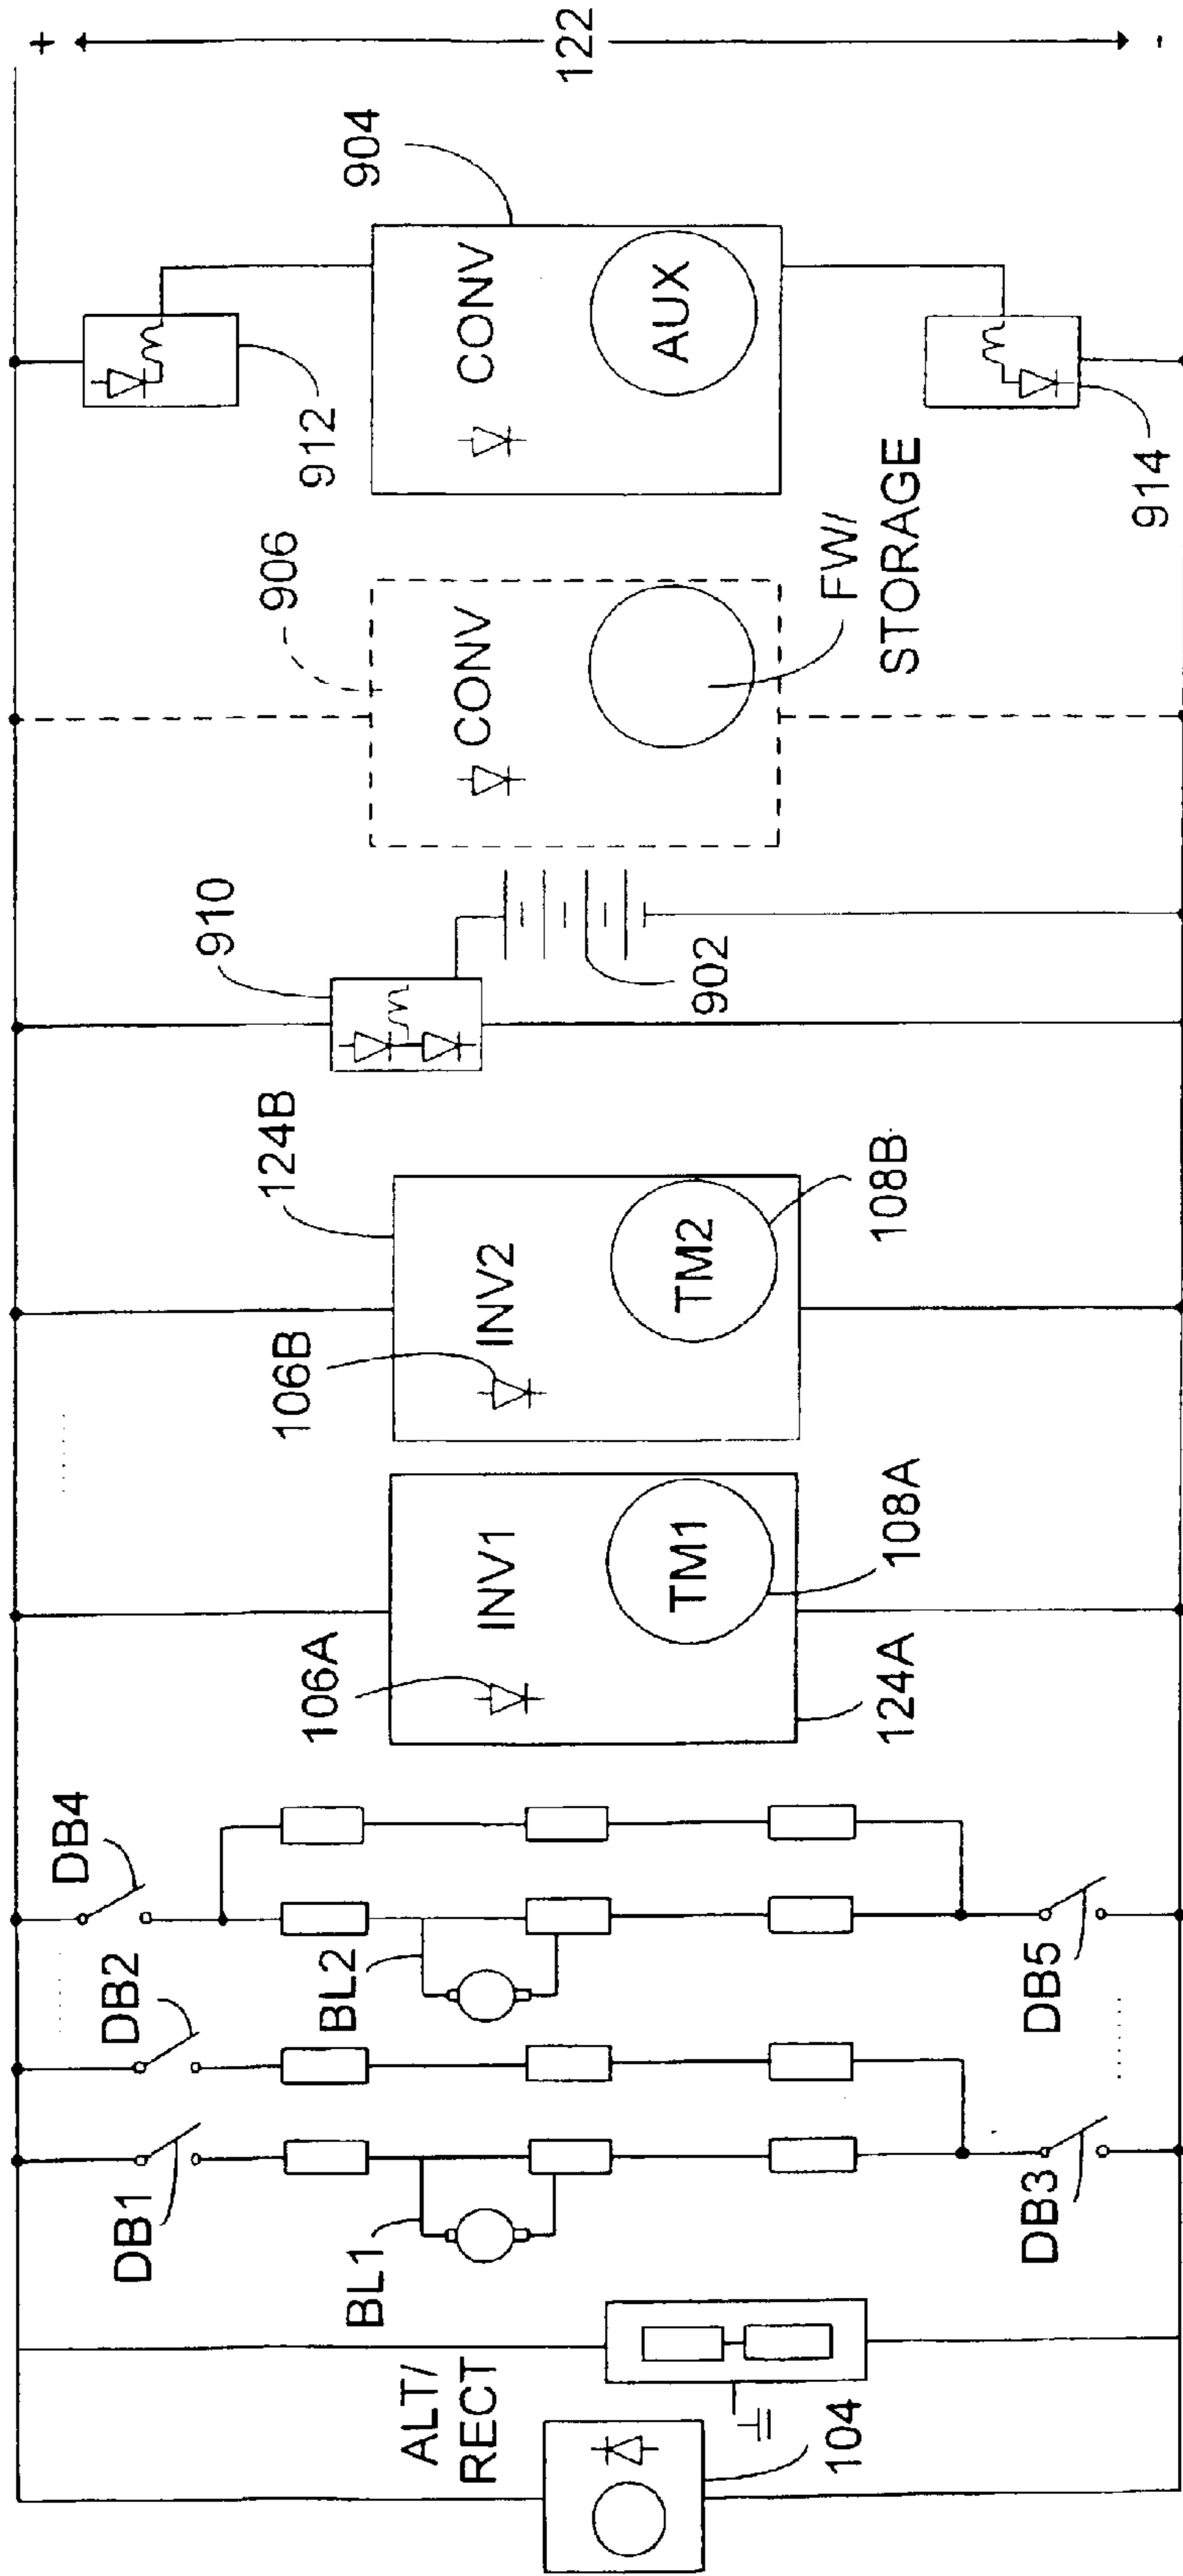 ALT/
RECT
104
BL1
DB1
DB3
DB2
BL2
DB4
DB5
106A
INV1
TM1
108A
124A
106B
124B
INV2
TM2
108B
910
902
906
CONV
FW/
STORAGE
912
CONV
AUX
904
914
+
122
-